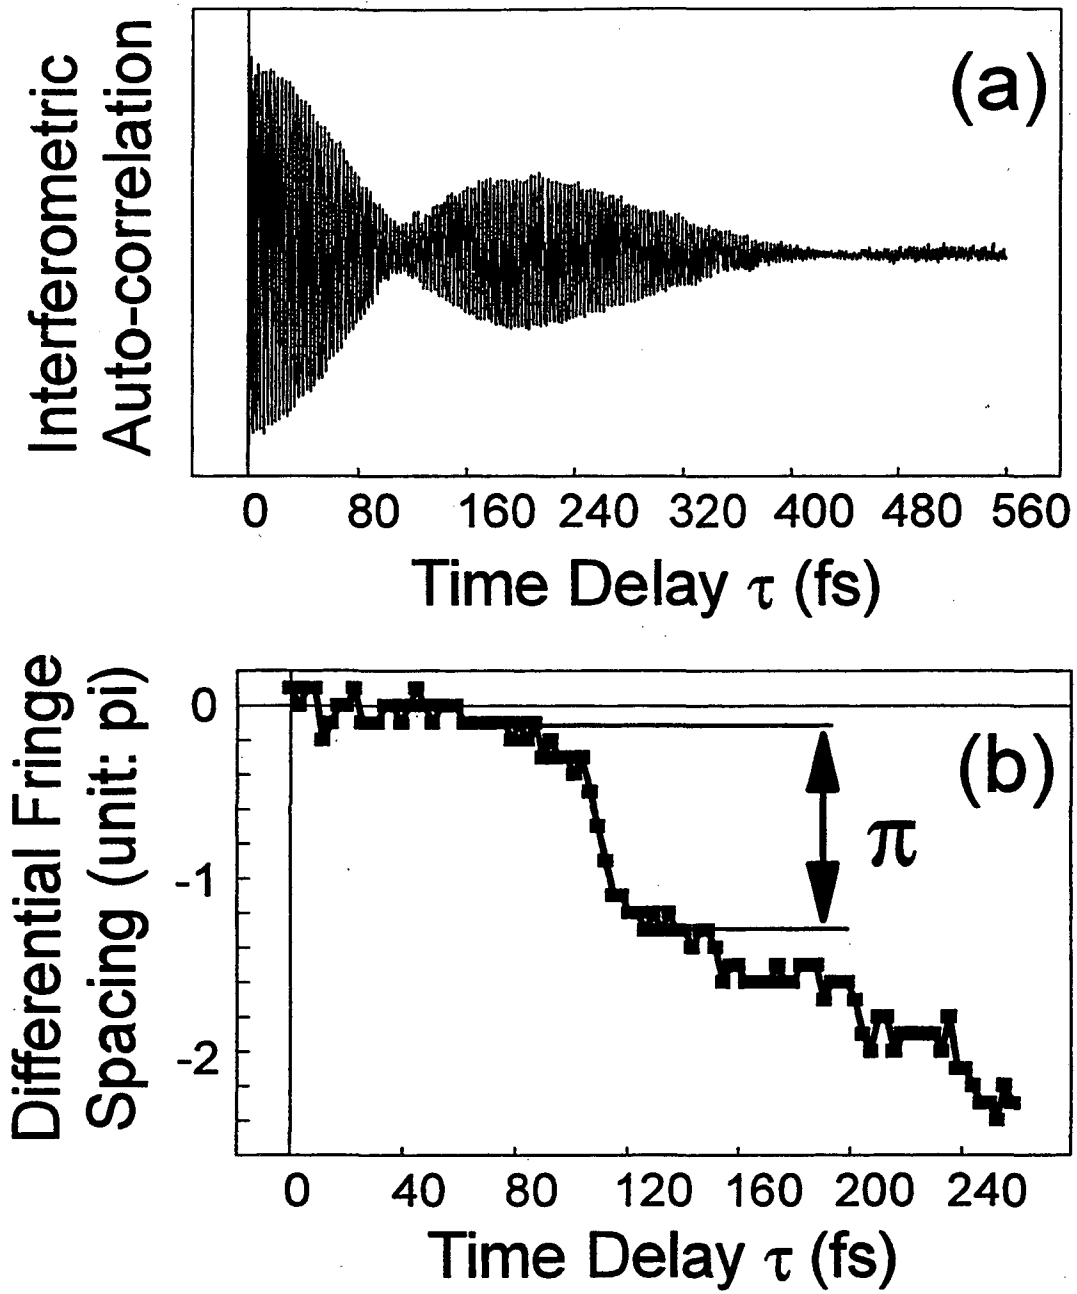 Interferometric
Auto-correlation
(a)
0 80 160 240 320 400 480 560
Time Delay τ (fs)
Differential Fringe
Spacing (unit: pi)
0
-1
-2
(b)
π
0 40 80 120 160 200 240
Time Delay τ (fs)